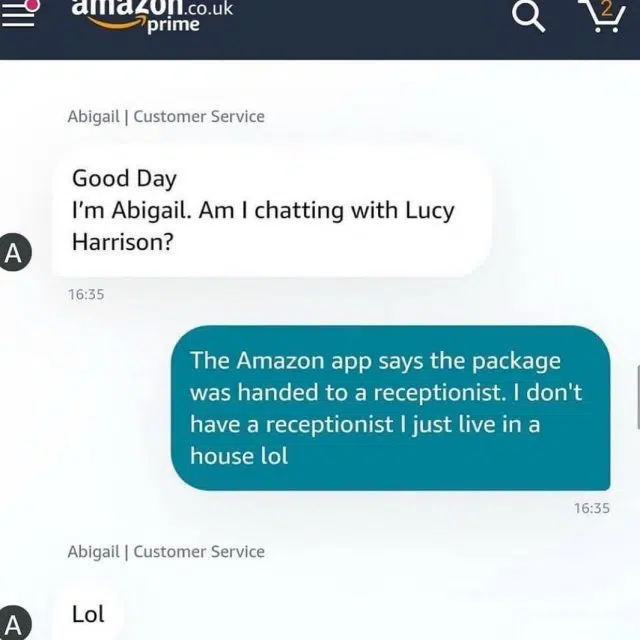 amazon.co.uk
prime
2
Abigail | Customer Service
Good Day
I'm Abigail. Am I chatting with Lucy
Harrison?
A
16:35
The Amazon app says the package
was handed to a receptionist. I don't
have a receptionist I just live in a
house lol
16:35
Abigail | Customer Service
Lol
A